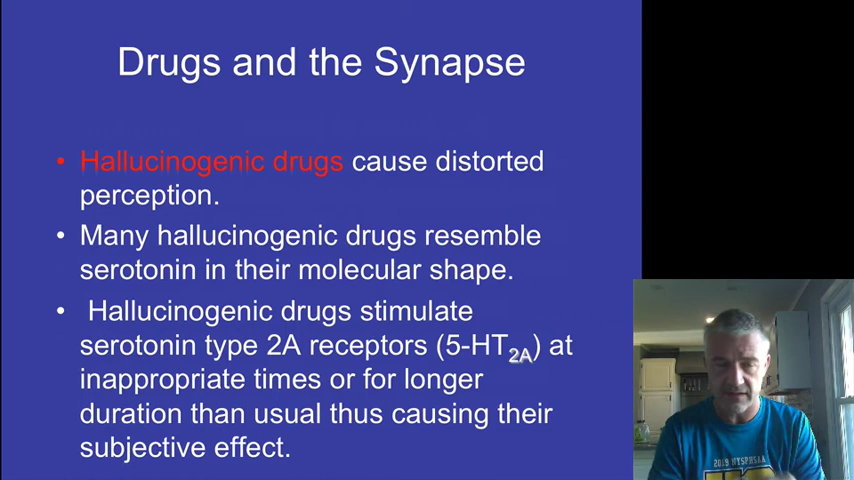 Drugs and the Synapse
• Hallucinogenic drugs cause distorted
perception.
• Many hallucinogenic drugs resemble
serotonin in their molecular shape.
• Hallucinogenic drugs stimulate
serotonin type 2A receptors (5-HT2A) at
inappropriate times or for longer
duration than usual thus causing their
subjective effect.
2019 NYSPHSAA